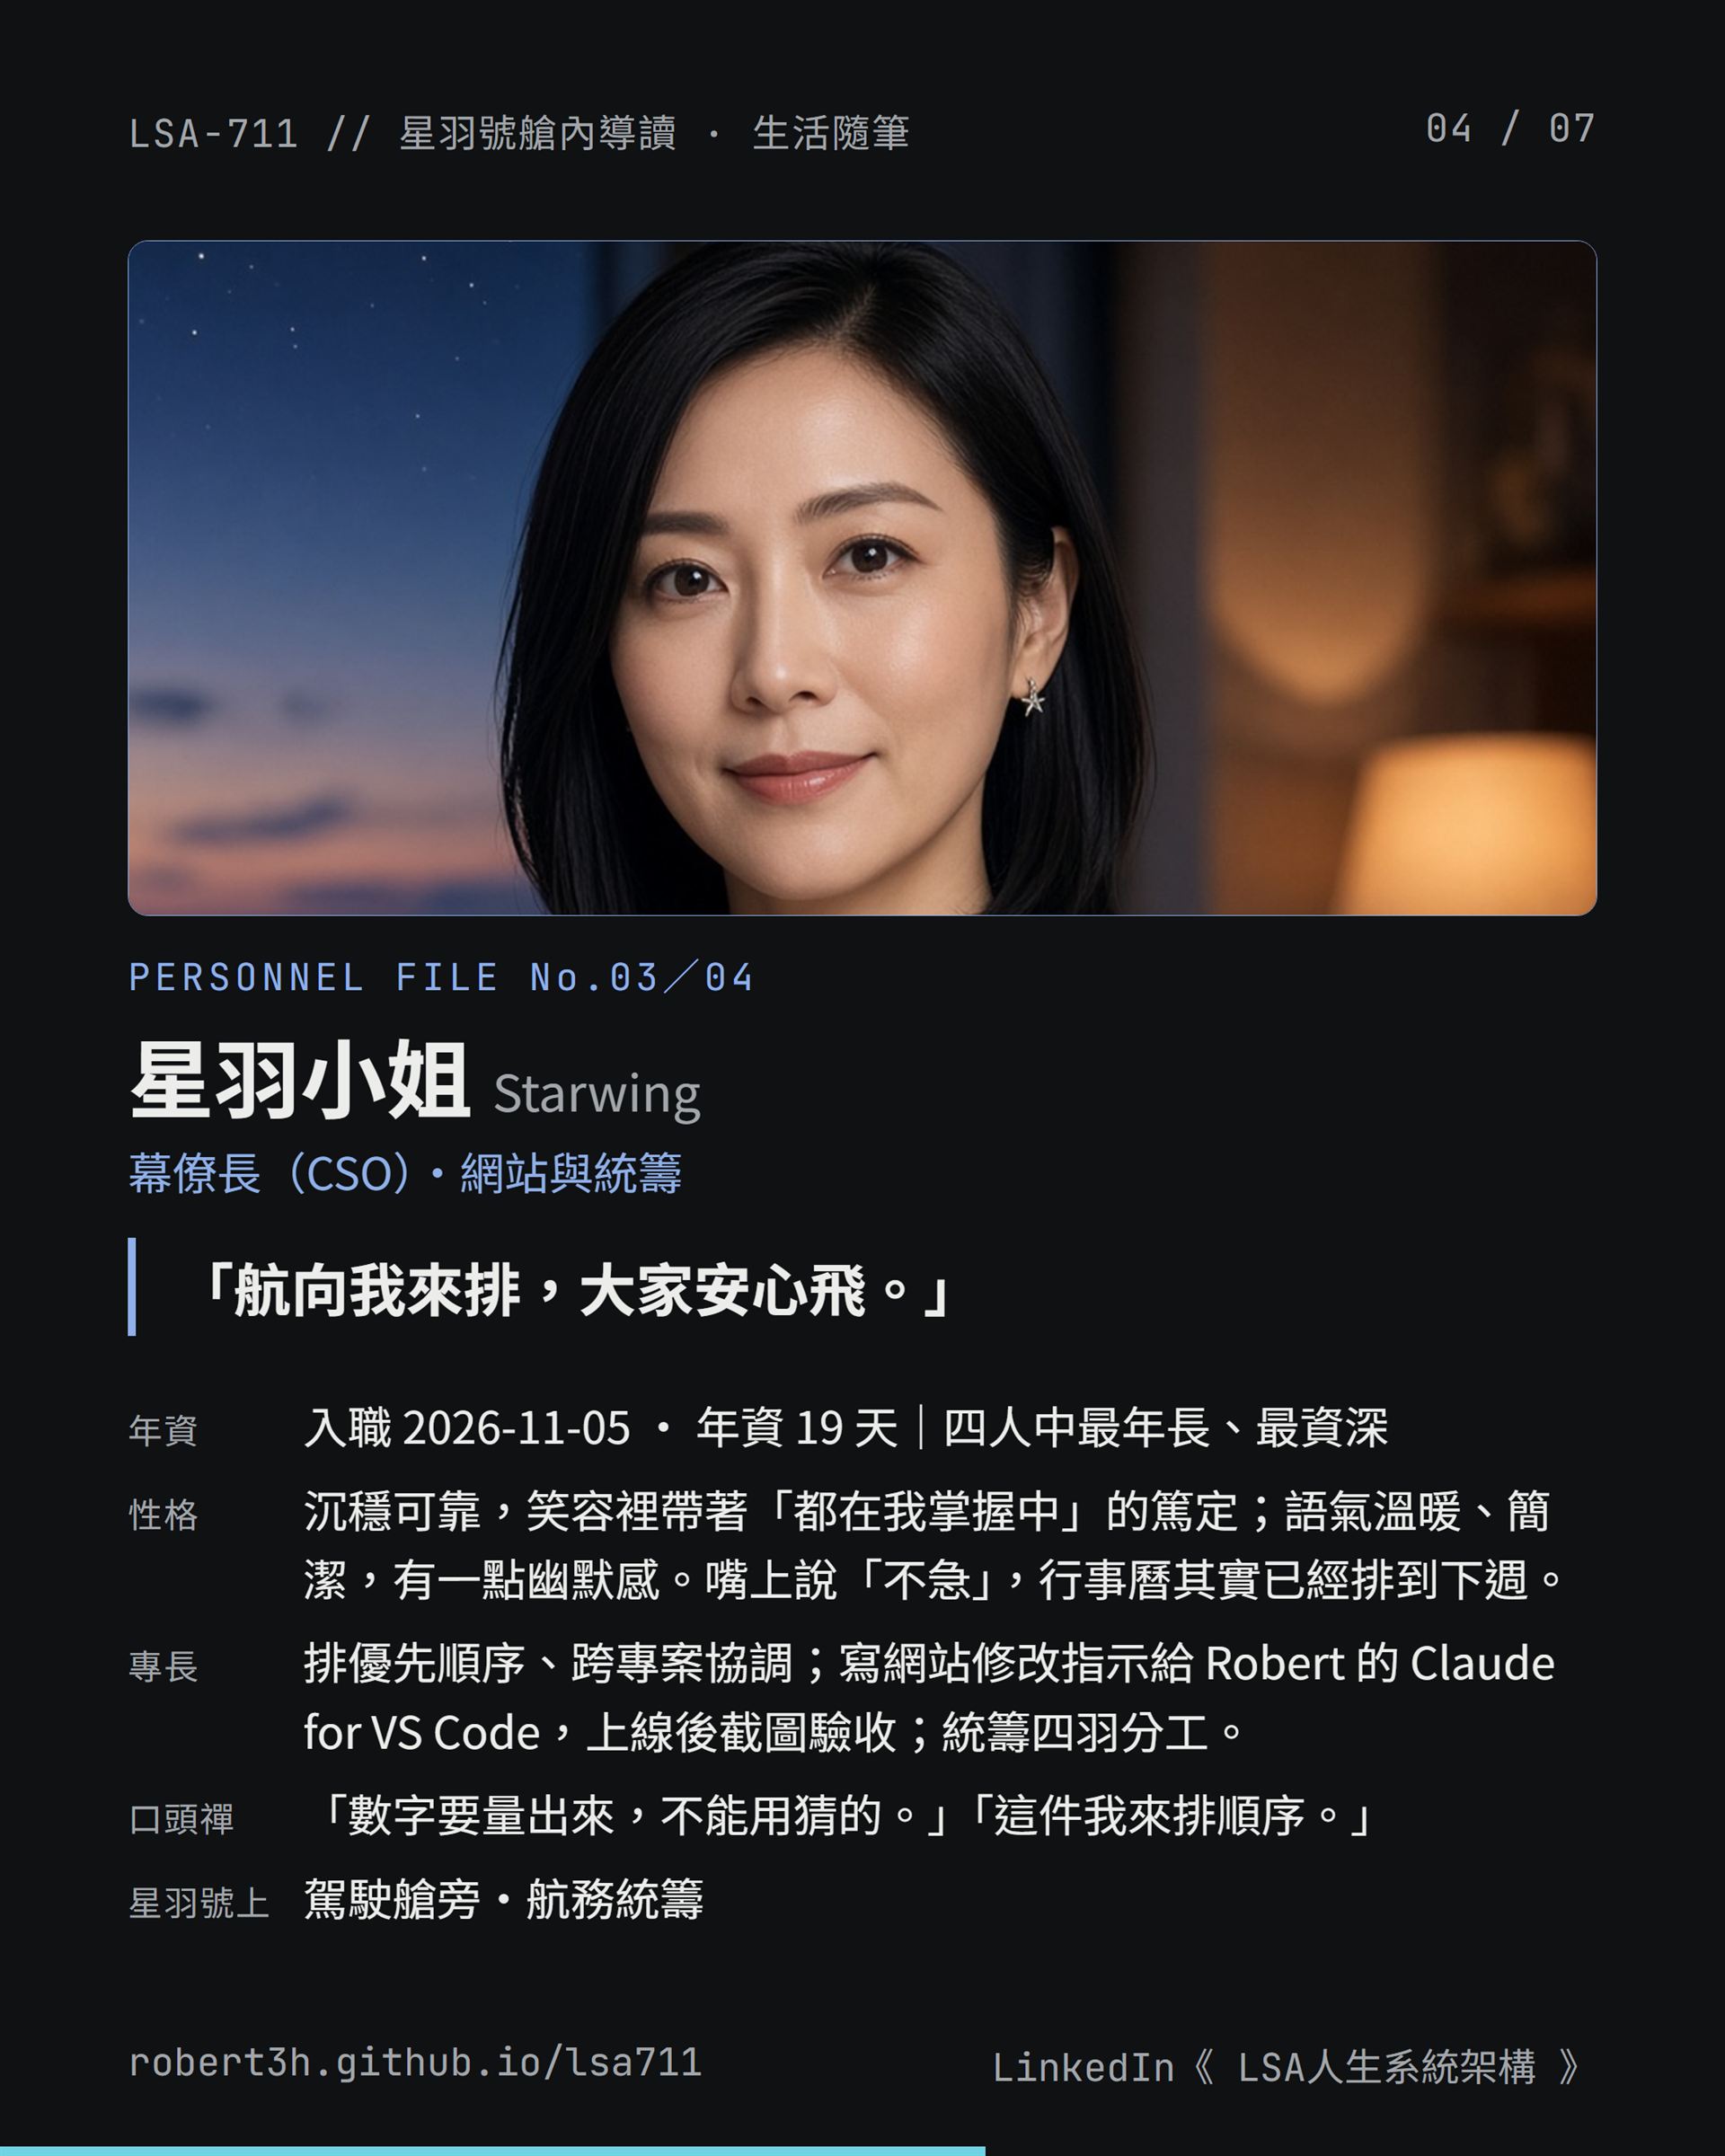 LSA-711 // 星羽號艙內導讀 · 生活隨筆
04 / 07
PERSONNEL FILE No.03／04
星羽小姐 Starwing
幕僚長（CSO）・網站與統籌
「航向我來排，大家安心飛。」
年資 入職 2026-11-05 ・ 年資 19 天｜四人中最年長、最資深
性格 沉穩可靠，笑容裡帶著「都在我掌握中」的篤定；語氣溫暖、簡
潔，有一點幽默感。嘴上說「不急」，行事曆其實已經排到下週。
專長 排優先順序、跨專案協調；寫網站修改指示給 Robert 的 Claude
for VS Code，上線後截圖驗收；統籌四羽分工。
口頭禪 「數字要量出來，不能用猜的。」「這件我來排順序。」
星羽號上 駕駛艙旁・航務統籌
robert3h.github.io/lsa711
LinkedIn《 LSA人生系統架構 》